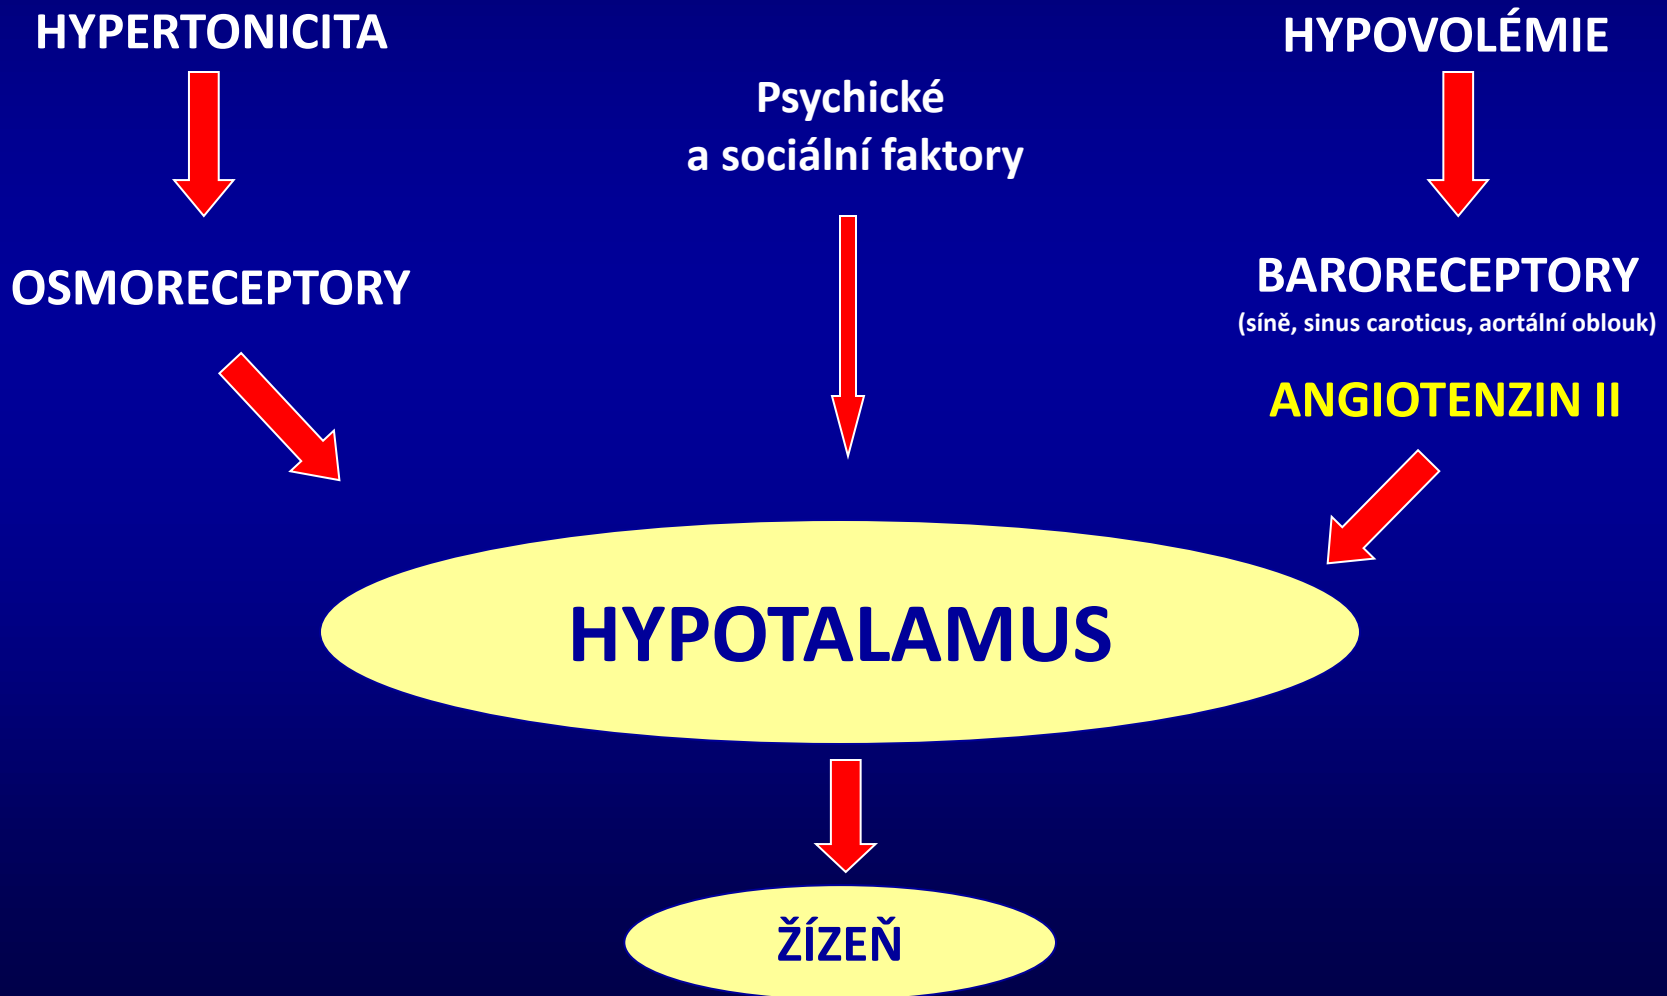 HYPERTONICITA
HYPOVOLÉMIE
Psychické
a sociální faktory
OSMORECEPTORY
BARORECEPTORY
(síně, sinus caroticus, aortální oblouk)
ANGIOTENZIN II
HYPOTALAMUS
ŽÍZEŇ